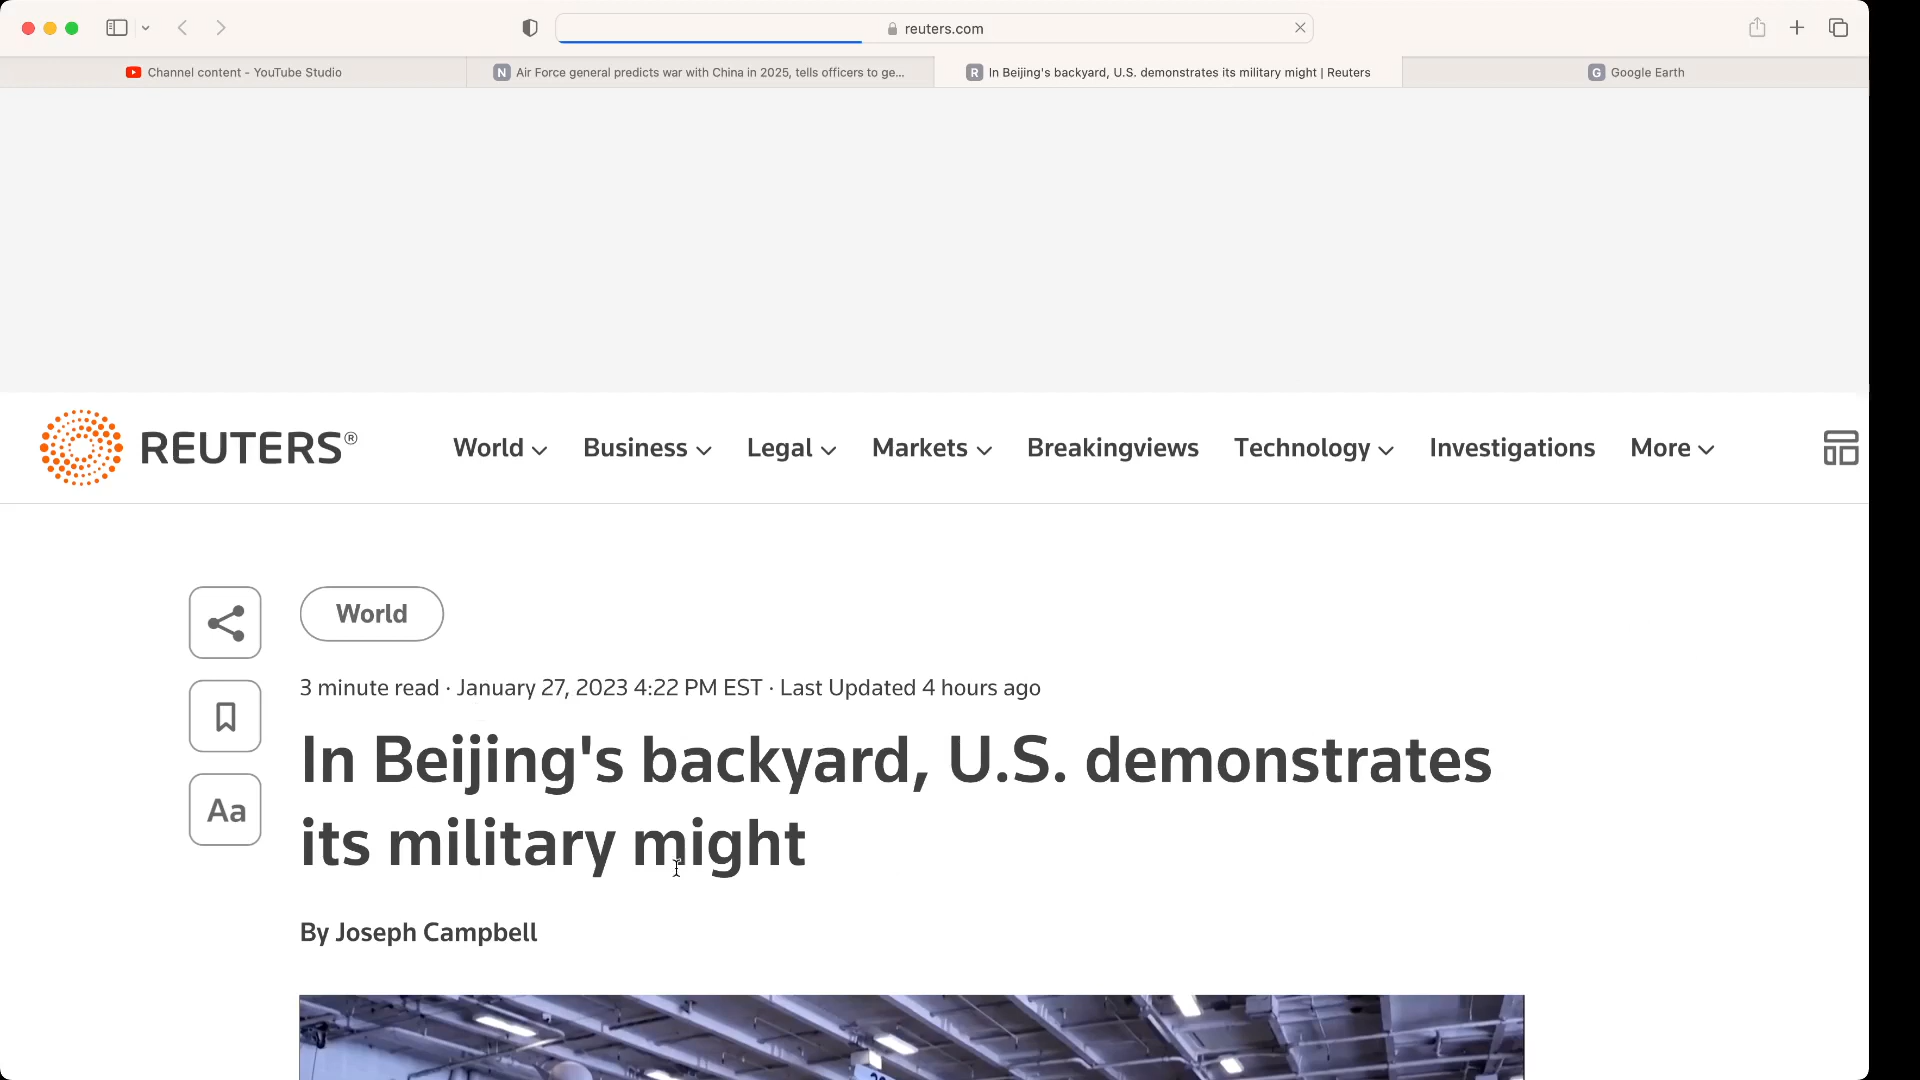 reuters.com
Channel content - YouTube Studio
N Air Force general predicts war with China in 2025, tells officers to ge...
R In Beijing's backyard, U.S. demonstrates its military might | Reuters
G Google Earth
REUTERS®
World
Business
Legal
Markets
Breakingviews
Technology
Investigations
More
World
3 minute read · January 27, 2023 4:22 PM EST · Last Updated 4 hours ago
In Beijing's backyard, U.S. demonstrates
its military might
Aa
By Joseph Campbell